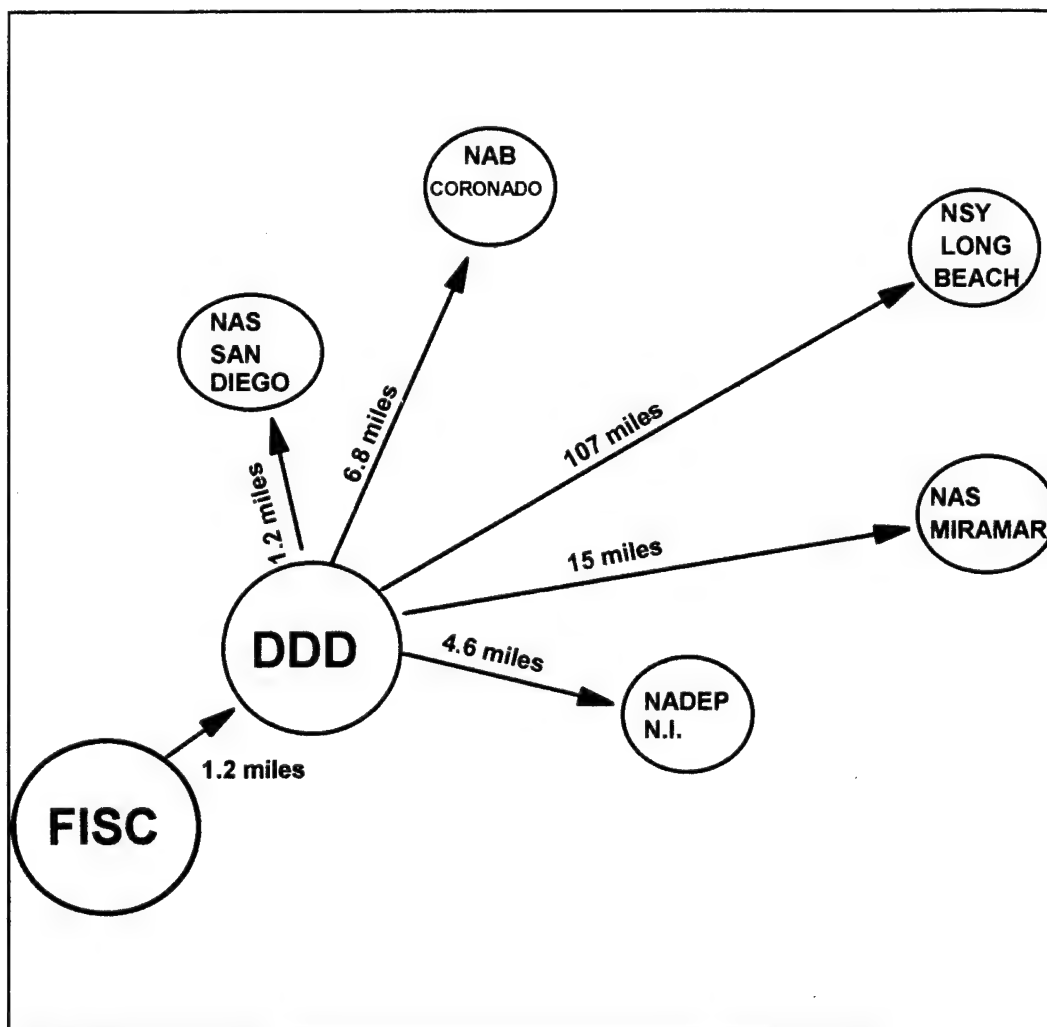 NAB
CORONADO
NSY
LONG
BEACH
NAS
SAN
DIEGO
6.8 miles
107 miles
1.2 miles
NAS
MIRAMAR
15 miles
DDD
4.6 miles
NADEP
N.I.
1.2 miles
FISC